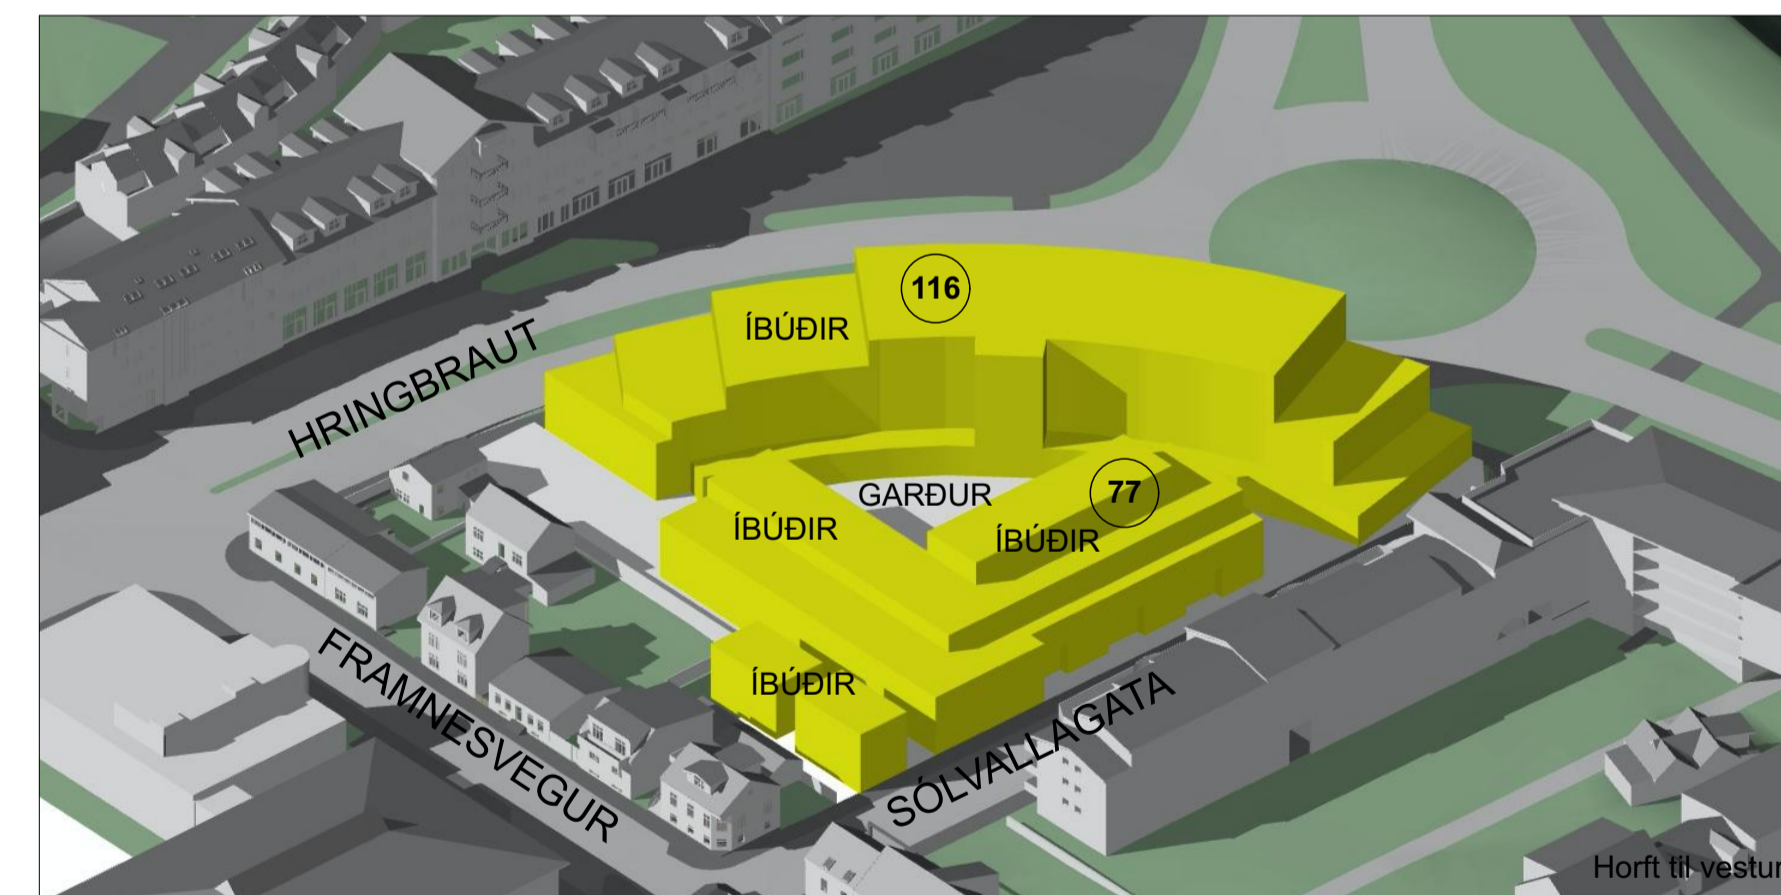 116
ÍBÚÐIR
HRINGBRAUT
GARÐUR
77
ÍBÚÐIR
ÍBÚÐIR
ÍBÚÐIR
FRAMNESVEGUR
SÓLVALLAGATA
Horft til vestur